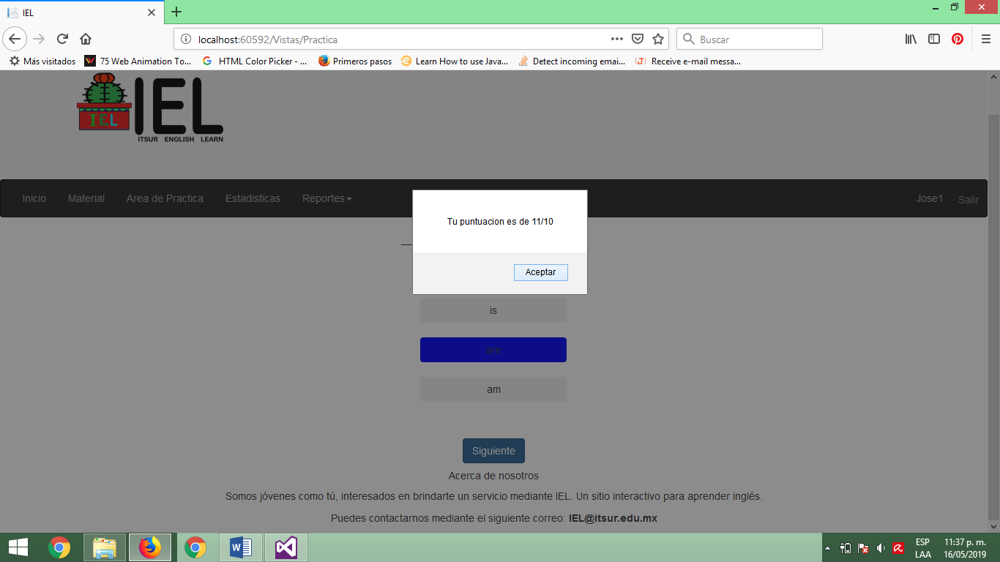 IEL
localhost:60592/Vistas/Practica
Buscar
Más visitados 75 Web Animation To... HTML Color Picker - ... Primeros pasos Learn How to use Java... Detect incoming emai... Receive e-mail messa...
IEL
IEL
ITSUR ENGLISH LEARN
Inicio Material Area de Practica Estadisticas Reportes Jose1 Salir
Tu puntuacion es de 11/10
Aceptar
is
are
am
Siguiente
Acerca de nosotros
Somos jóvenes como tú, interesados en brindarte un servicio mediante IEL. Un sitio interactivo para aprender inglés.
Puedes contactarnos mediante el siguiente correo: IEL@itsur.edu.mx
ESP 11:37 p. m.
LAA 16/05/2019